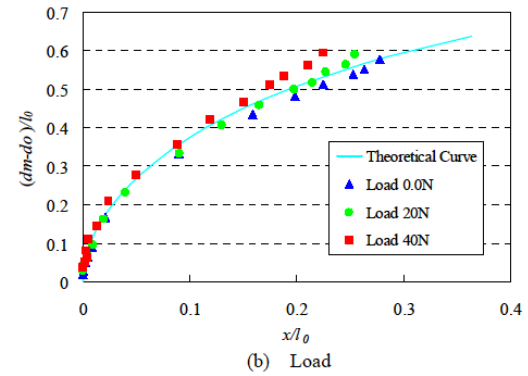 0.7
0.6
0.5
0.4
0.3
0.2
0.1
0
(dm-do)/l0
Theoretical Curve
Load 0.0N
Load 20N
Load 40N
0 0.1 0.2 0.3 0.4
x/l0
(b) Load